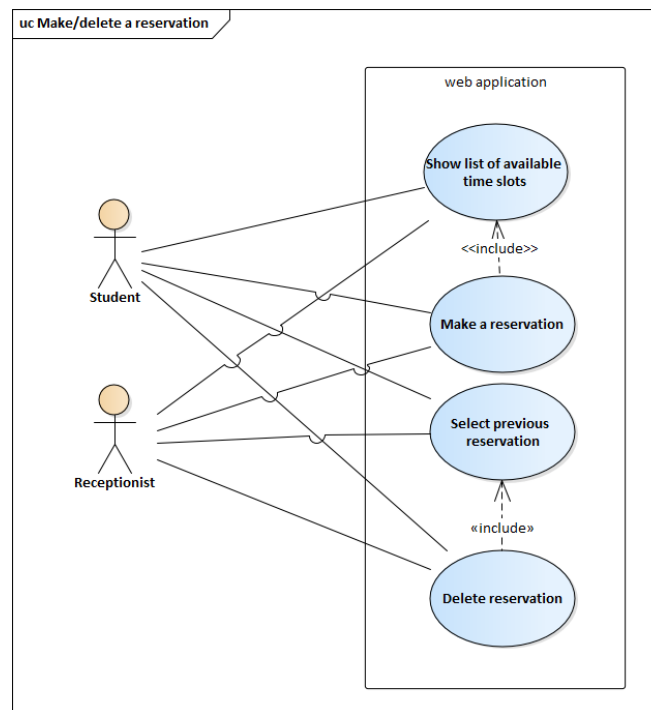 uc Make/delete a reservation
web application
Show list of available
time slots
<<include>>
Student
Make a reservation
Select previous
reservation
Receptionist
«include»
Delete reservation